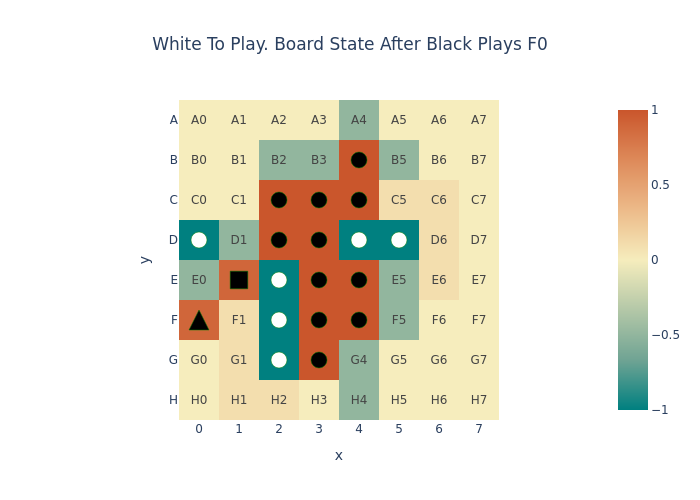 White To Play. Board State After Black Plays F0
A A0 A1 A2 A3 A4 A5 A6 A7
B B0 B1 B2 B3 B5 B6 B7
C C0 C1 C5 C6 C7
D D1 D6 D7
E E0 E5 E6 E7
F F1 F5 F6 F7
G G0 G1 G4 G5 G6 G7
H H0 H1 H2 H3 H4 H5 H6 H7
0 1 2 3 4 5 6 7
x
y
1
0.5
0
−0.5
−1